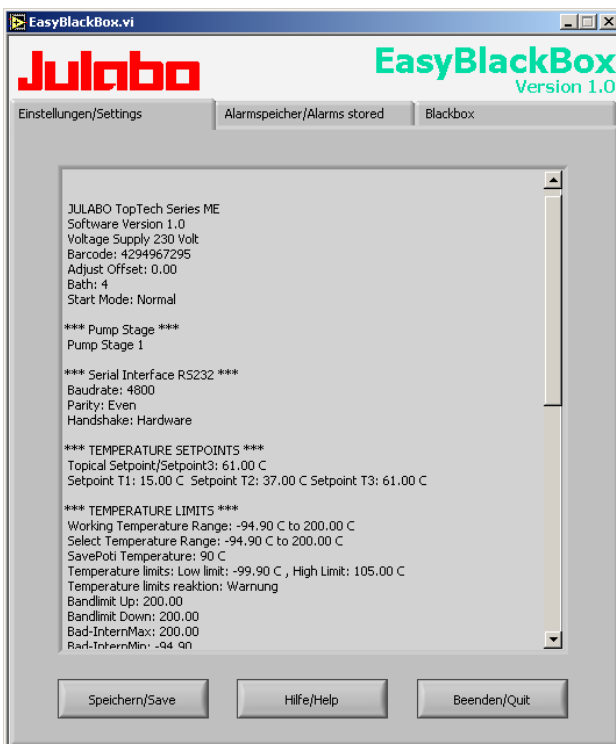 EasyBlackBox.vi
Julabo
EasyBlackBox
Version 1.0
Einstellungen/Settings
Alarmspeicher/Alarms stored
Blackbox
JULABO TopTech Series ME
Software Version 1.0
Voltage Supply 230 Volt
Barcode: 4294967295
Adjust Offset: 0.00
Bath: 4
Start Mode: Normal
*** Pump Stage ***
Pump Stage 1
*** Serial Interface RS232 ***
Baudrate: 4800
Parity: Even
Handshake: Hardware
*** TEMPERATURE SETPOINTS ***
Topical Setpoint/Setpoint3: 61.00 C
Setpoint T1: 15.00 C Setpoint T2: 37.00 C Setpoint T3: 61.00 C
*** TEMPERATURE LIMITS ***
Working Temperature Range: -94.90 C to 200.00 C
Select Temperature Range: -94.90 C to 200.00 C
SavePoti Temperature: 90 C
Temperature limits: Low limit: -99.90 C , High Limit: 105.00 C
Temperature limits reaktion: Warnung
Bandlimit Up: 200.00
Bandlimit Down: 200.00
Bad-InternMax: 200.00
Bad-InternMin: -94.90
Speichern/Save
Hilfe/Help
Beenden/Quit